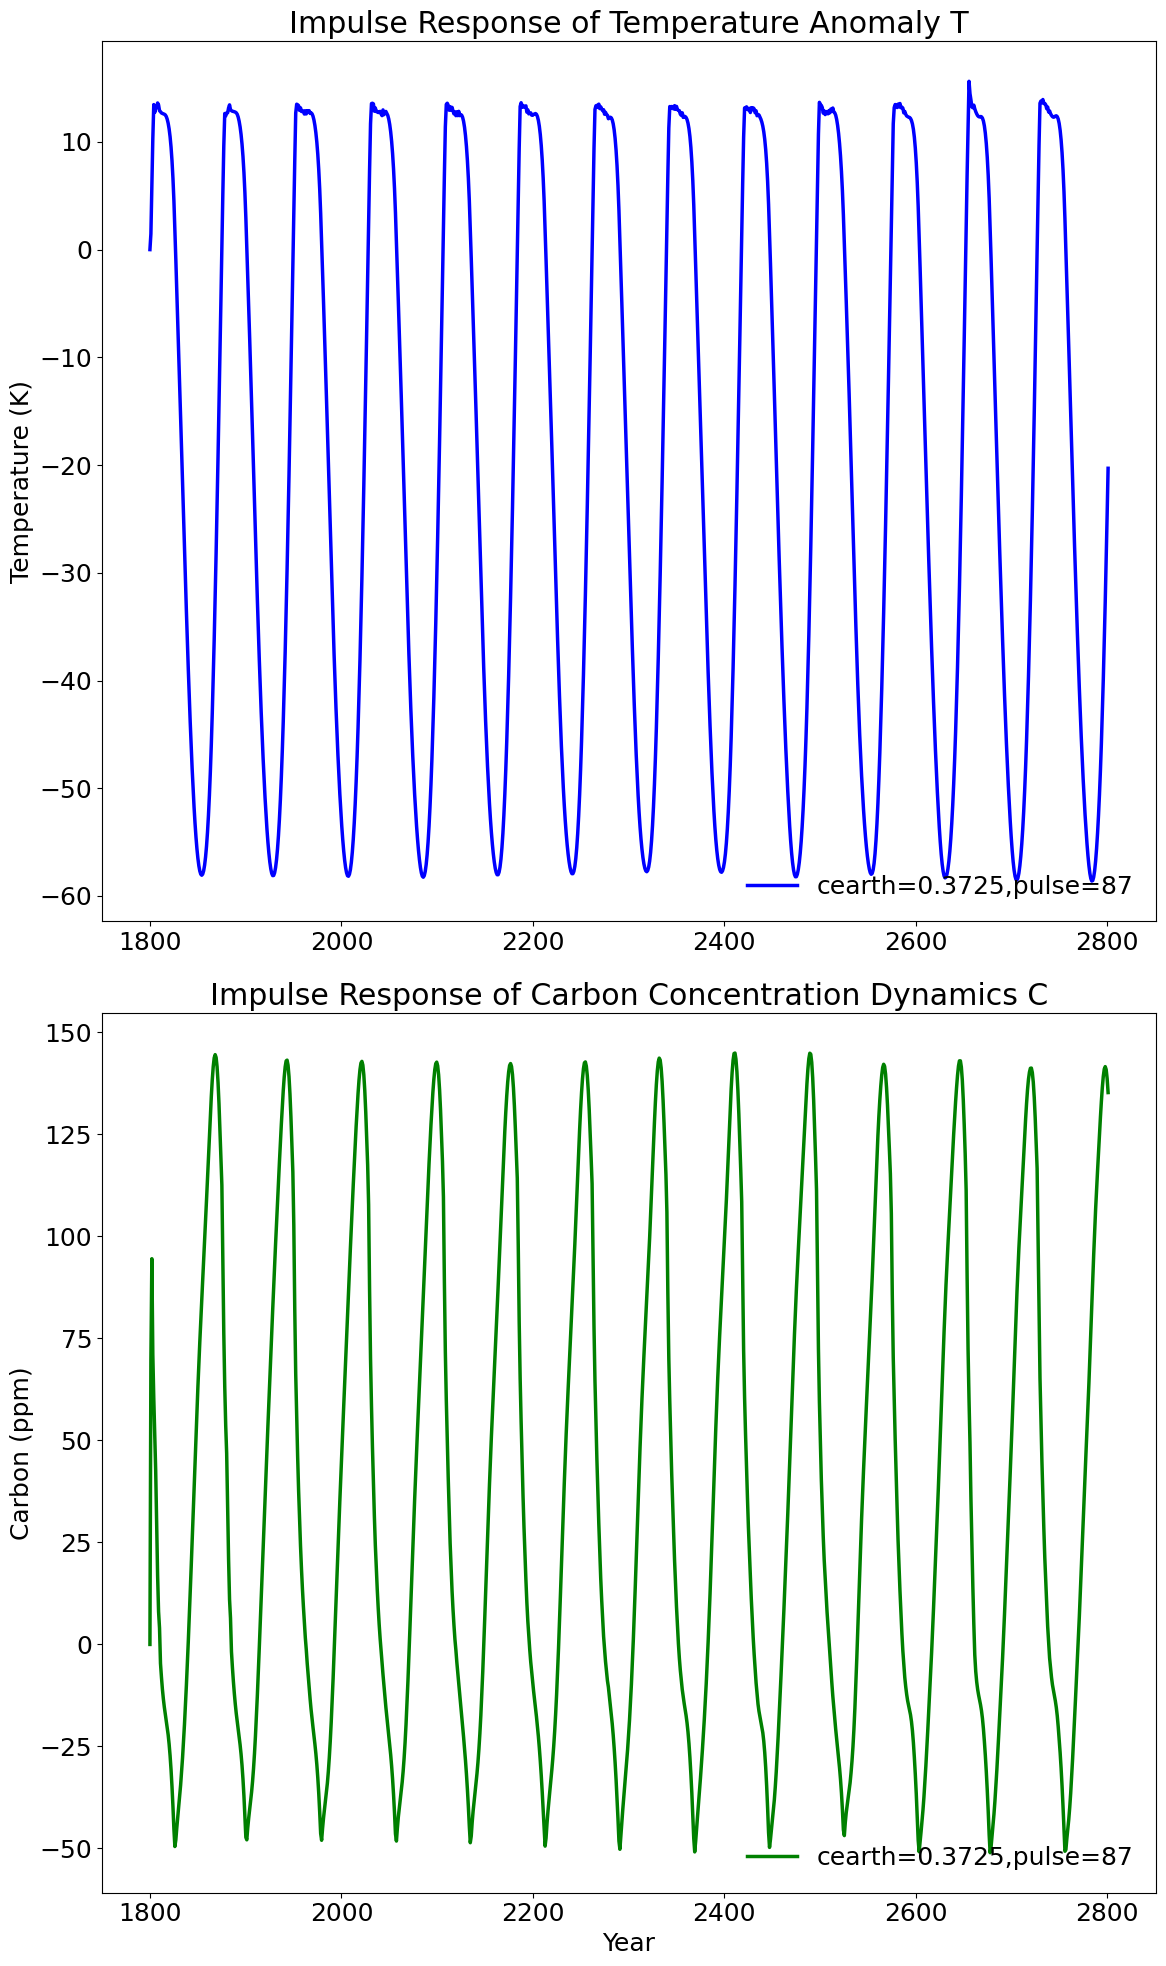 Impulse Response of Temperature Anomaly T
Temperature (K)
10
0
−10
−20
−30
−40
−50
−60
cearth=0.3725,pulse=87
1800 2000 2200 2400 2600 2800
Impulse Response of Carbon Concentration Dynamics C
Carbon (ppm)
150
125
100
75
50
25
0
−25
−50
cearth=0.3725,pulse=87
1800 2000 2200 2400 2600 2800
Year